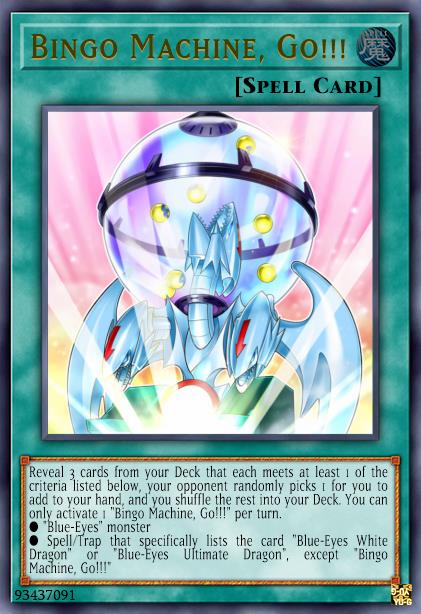 BINGO MACHINE, GO!!!
魔
[SPELL CARD]
Reveal 3 cards from your Deck that each meets at least 1 of the
criteria listed below, your opponent randomly picks 1 for you to
add to your hand, and you shuffle the rest into your Deck. You can
only activate 1 "Bingo Machine, Go!!!" per turn.
● "Blue-Eyes" monster
● Spell/Trap that specifically lists the card "Blue-Eyes White
Dragon" or "Blue-Eyes Ultimate Dragon", except "Bingo
Machine, Go!!!"
93437091